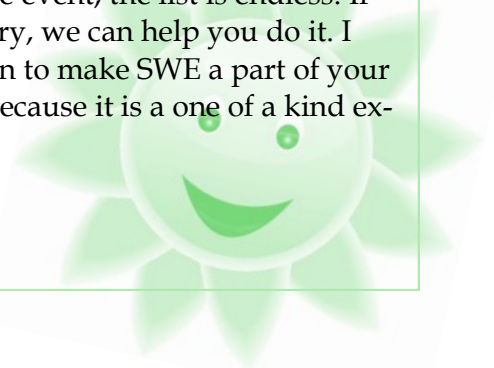 event, the list is endless. If
ry, we can help you do it. I
n to make SWE a part of your
ecause it is a one of a kind ex-